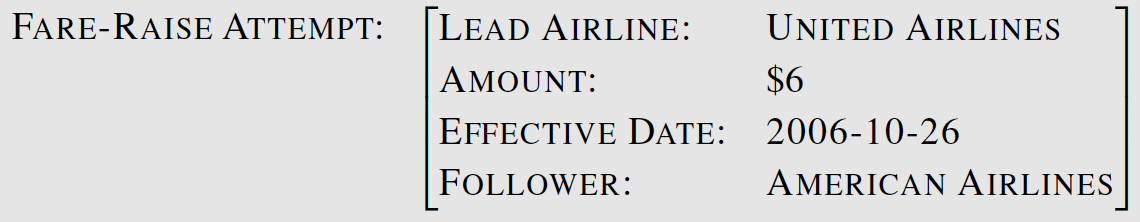 FARE-RAISE ATTEMPT: LEAD AIRLINE: UNITED AIRLINES
AMOUNT: $6
EFFECTIVE DATE: 2006-10-26
FOLLOWER: AMERICAN AIRLINES